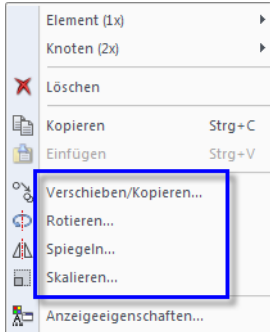 Element (1x)
Knoten (2x)
Löschen
Kopieren Strg+C
Einfügen Strg+V
Verschieben/Kopieren...
Rotieren...
Spiegeln...
Skalieren...
Anzeigeeigenschaften...